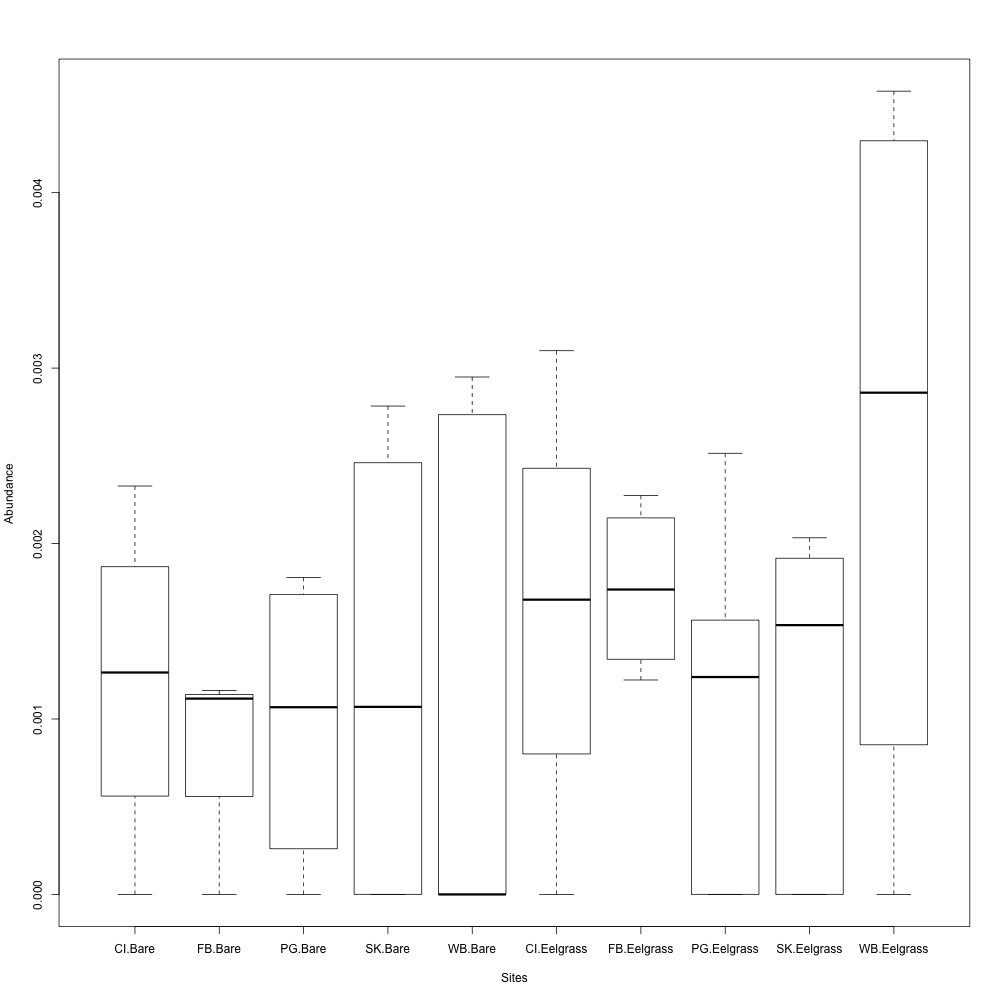 Abundance
0.004
0.003
0.002
0.001
0.000
CI.Bare FB.Bare PG.Bare SK.Bare WB.Bare CI.Eelgrass FB.Eelgrass PG.Eelgrass SK.Eelgrass WB.Eelgrass
Sites